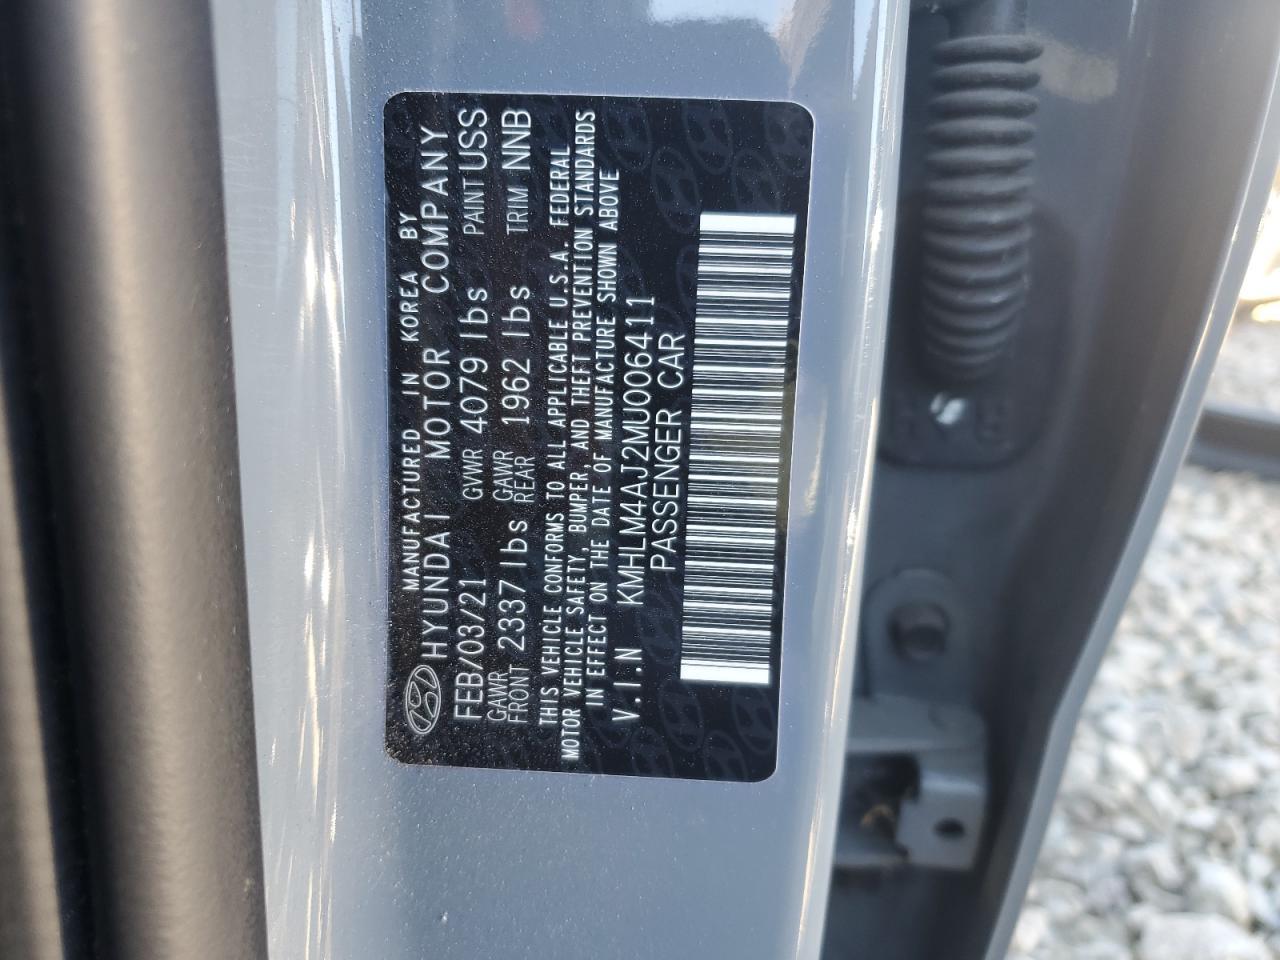 MANUFACTURED IN KOREA BY
HYUNDAI MOTOR COMPANY
FEB/03/21 GVWR 4079 lbs PAINT USS
GAWR FRONT 2337 lbs GAWR REAR 1962 lbs TRIM NNB
THIS VEHICLE CONFORMS TO ALL APPLICABLE U.S.A. FEDERAL
MOTOR VEHICLE SAFETY, BUMPER, AND THEFT PREVENTION STANDARDS
IN EFFECT ON THE DATE OF MANUFACTURE SHOWN ABOVE
V.I.N KMHLM4AJ2MU006411
PASSENGER CAR